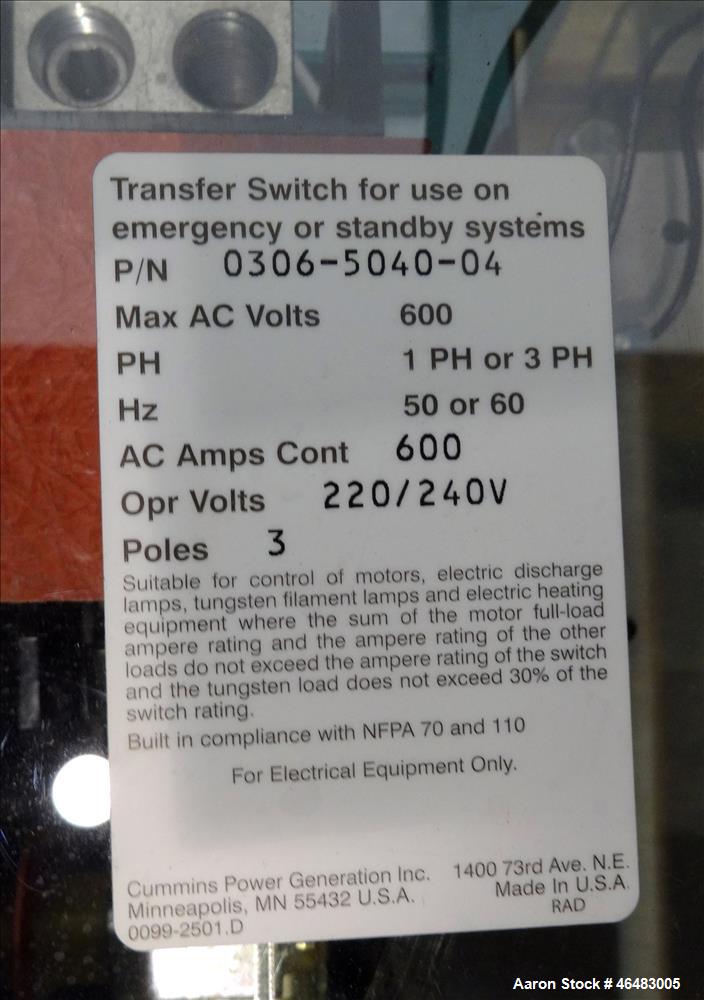 Transfer Switch for use on
emergency or standby systems
P/N 0306-5040-04
Max AC Volts 600
PH 1 PH or 3 PH
Hz 50 or 60
AC Amps Cont 600
Opr Volts 220/240V
Poles 3
Suitable for control of motors, electric discharge
lamps, tungsten filament lamps and electric heating
equipment where the sum of the motor full-load
ampere rating and the ampere rating of the other
loads do not exceed the ampere rating of the switch
and the tungsten load does not exceed 30% of the
switch rating.
Built in compliance with NFPA 70 and 110
For Electrical Equipment Only.
Cummins Power Generation Inc. 1400 73rd Ave. N.E.
Minneapolis, MN 55432 U.S.A. Made In U.S.A.
0099-2501.D RAD
Aaron Stock # 46483005